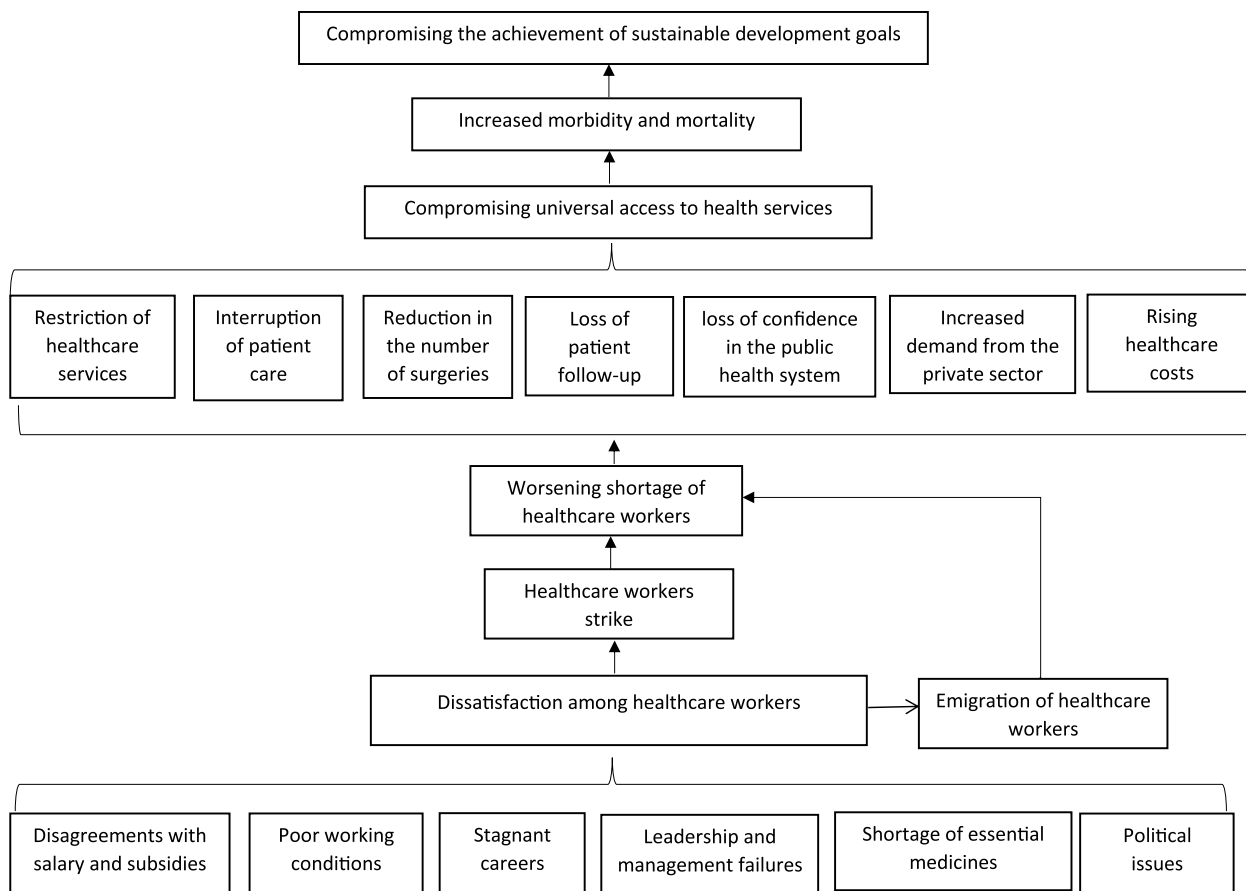 Compromising the achievement of sustainable development goals
Increased morbidity and mortality
Compromising universal access to health services
Restriction of
healthcare
services
Interruption
of patient
care
Reduction in
the number
of surgeries
Loss of
patient
follow-up
loss of confidence
in the public
health system
Increased
demand from the
private sector
Rising
healthcare
costs
Worsening shortage of
healthcare workers
Healthcare workers
strike
Dissatisfaction among healthcare workers
Emigration of healthcare
workers
Disagreements with
salary and subsidies
Poor working
conditions
Stagnant
careers
Leadership and
management failures
Shortage of essential
medicines
Political
issues